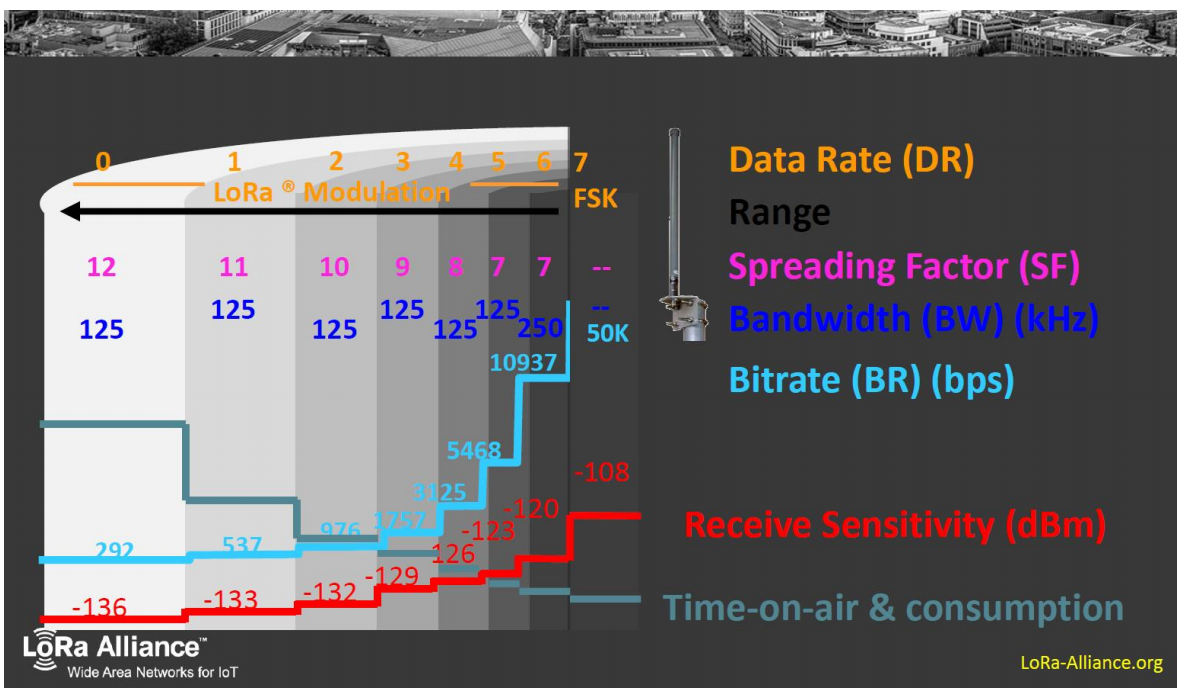 0 1 2 3 4 5 6 7
LoRa ® Modulation
FSK
Data Rate (DR)
Range
12 11 10 9 8 7 7 --
Spreading Factor (SF)
125 125 125 125 125 125 250 --
Bandwidth (BW) (kHz)
50K
10937
Bitrate (BR) (bps)
5468
3125
1757
976
537
292
-108
-120
-123
126
-129
-132
-133
-136
Receive Sensitivity (dBm)
Time-on-air & consumption
LoRa Alliance™
Wide Area Networks for IoT
LoRa-Alliance.org